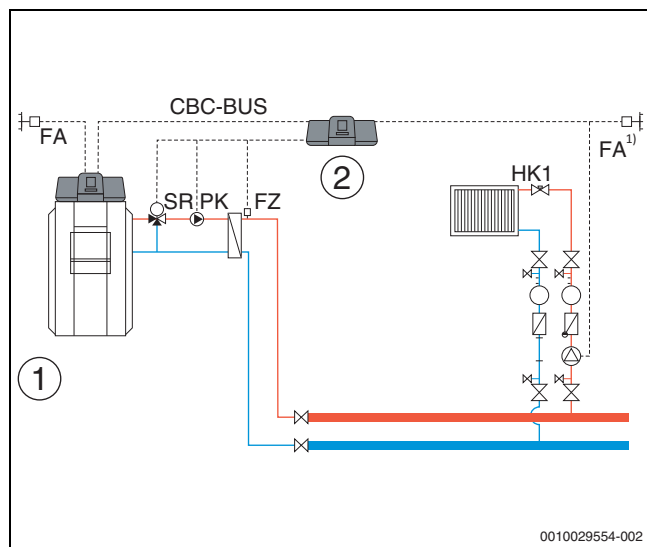 CBC-BUS
FA
FA1)
2
SR PK
FZ
HK1
1
0010029554-002